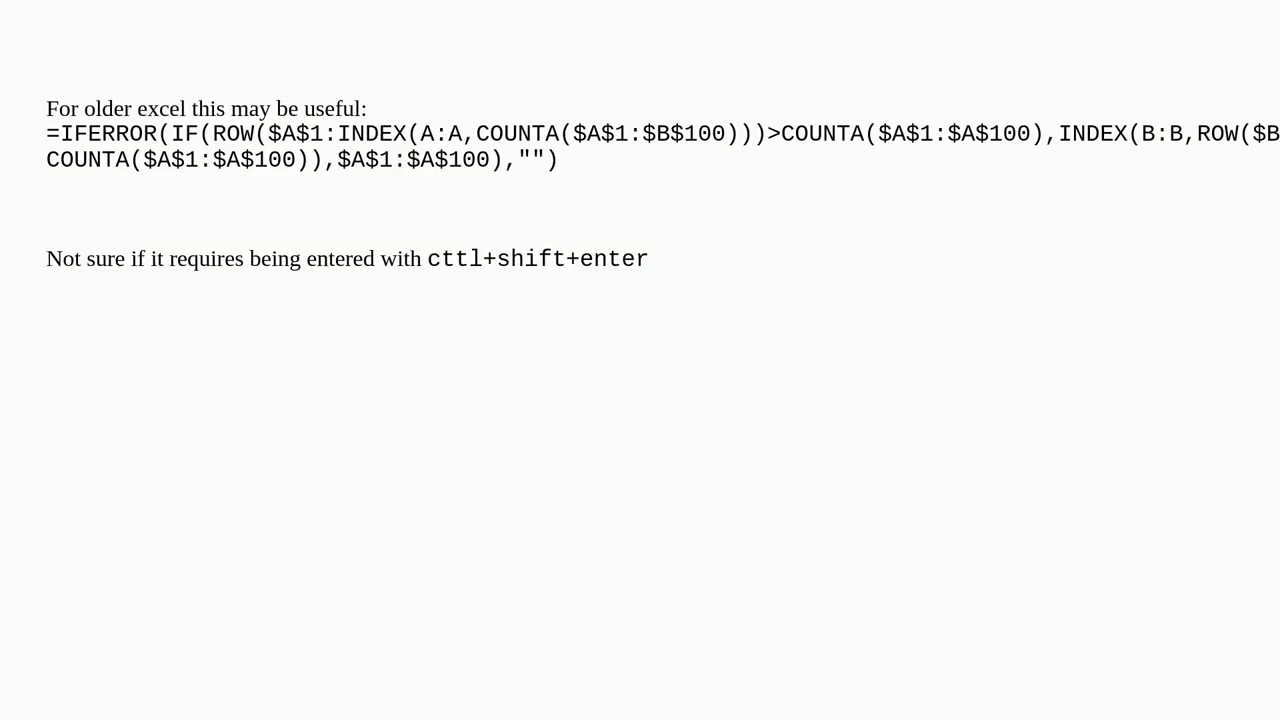 For older excel this may be useful:
=IFERROR(IF(ROW($A$1:INDEX(A:A,COUNTA($A$1:$B$100)))>COUNTA($A$1:$A$100),INDEX(B:B,ROW($B
COUNTA($A$1:$A$100)),$A$1:$A$100),"")
Not sure if it requires being entered with cttl+shift+enter